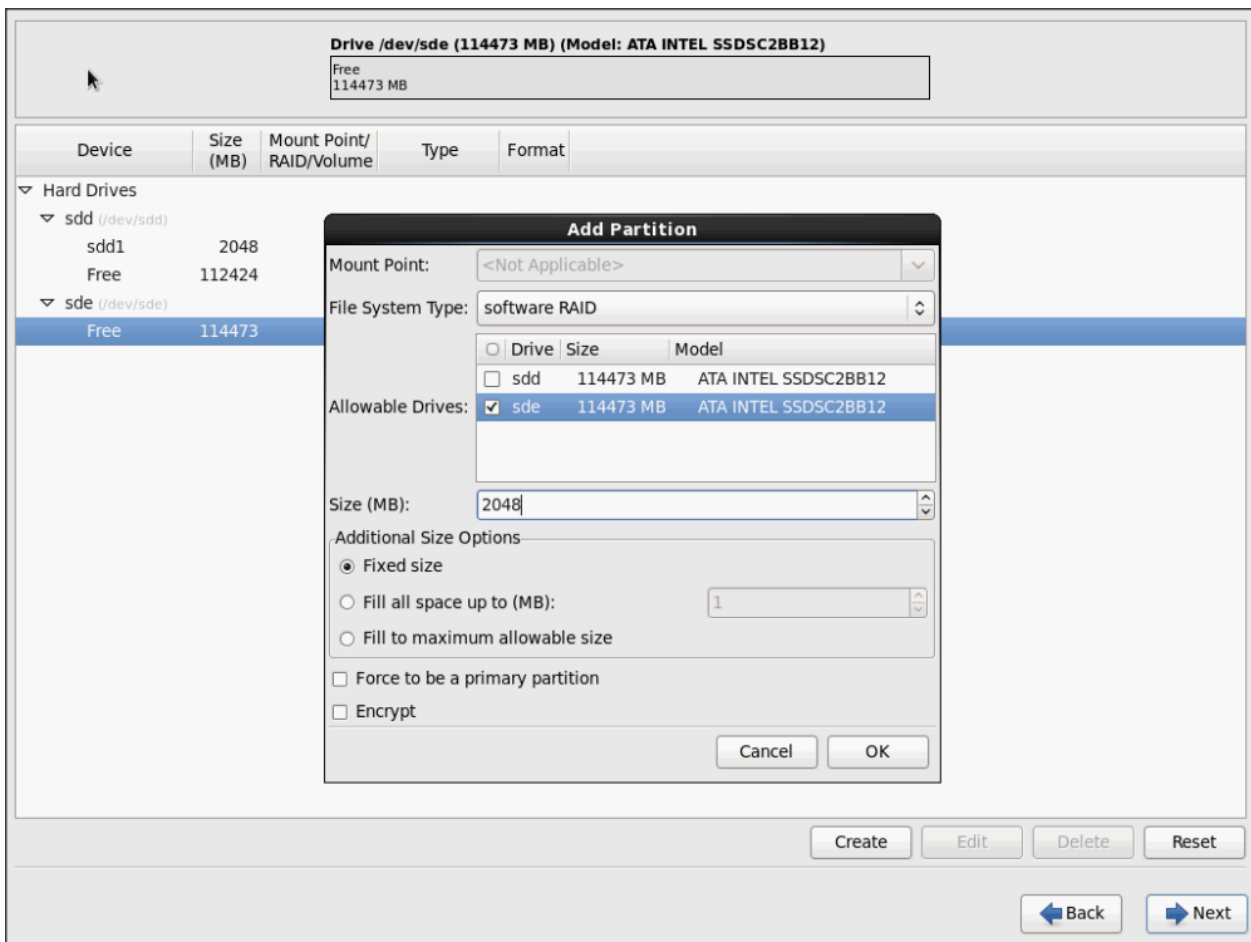 Drive /dev/sde (114473 MB) (Model: ATA INTEL SSDSC2BB12)
Free
114473 MB
Device Size (MB) Mount Point/ RAID/Volume Type Format
Hard Drives
sdd (/dev/sdd)
sdd1 2048
Free 112424
sde (/dev/sde)
Free 114473
Add Partition
Mount Point: <Not Applicable>
File System Type: software RAID
Drive Size Model
sdd 114473 MB ATA INTEL SSDSC2BB12
Allowable Drives: sde 114473 MB ATA INTEL SSDSC2BB12
Size (MB): 2048
Additional Size Options
Fixed size
Fill all space up to (MB): 1
Fill to maximum allowable size
Force to be a primary partition
Encrypt
Cancel OK
Create Edit Delete Reset
Back Next